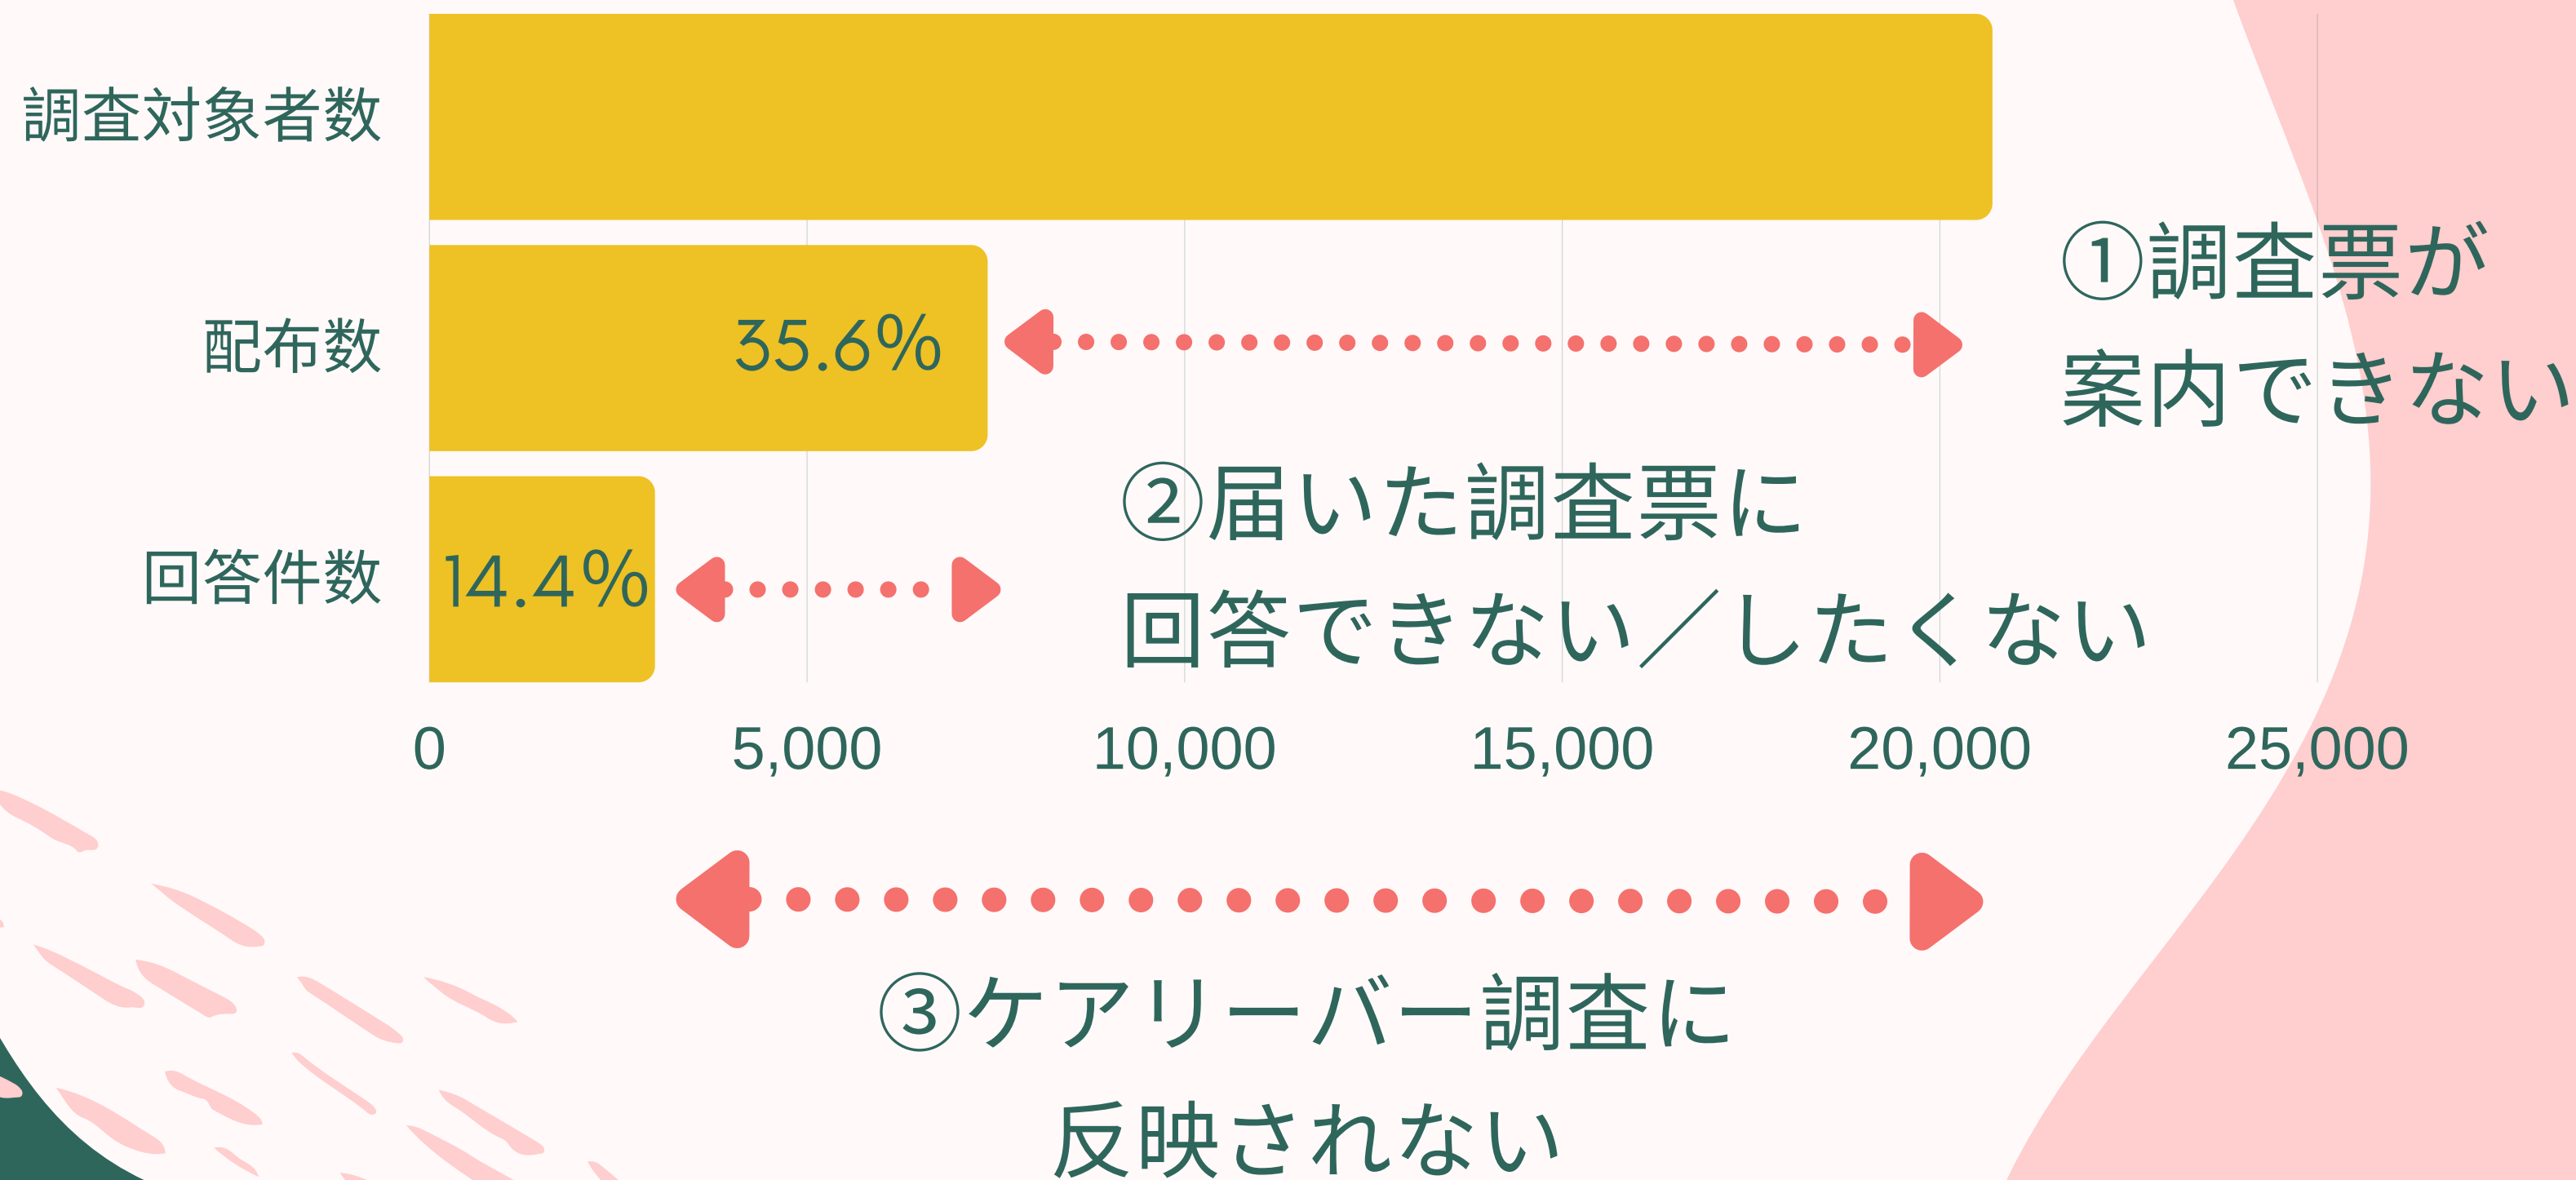 調査対象者数
配布数
35.6%
①調査票が
案内できない
回答件数
14.4%
②届いた調査票に
回答できない／したくない
0 5,000 10,000 15,000 20,000 25,000
③ケアリーバー調査に
反映されない